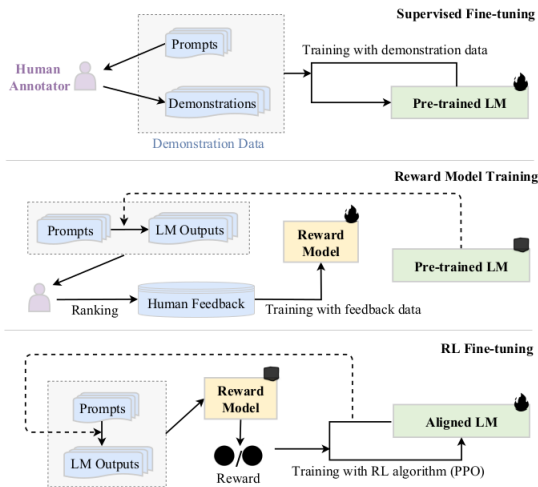 Supervised Fine-tuning
Prompts
Training with demonstration data
Human
Annotator
Demonstrations
Pre-trained LM
Demonstration Data
Reward Model Training
Prompts
LM Outputs
Reward
Model
Pre-trained LM
Ranking
Human Feedback
Training with feedback data
RL Fine-tuning
Prompts
Reward
Model
Aligned LM
LM Outputs
/
Reward
Training with RL algorithm (PPO)